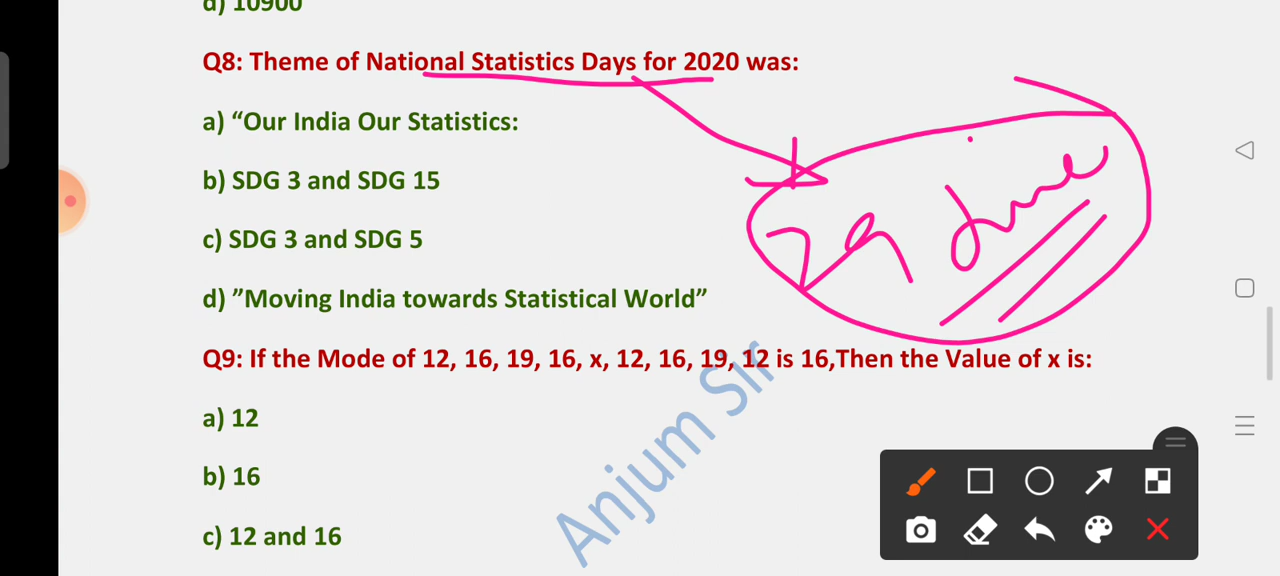 d) 10900
Q8: Theme of National Statistics Days for 2020 was:
a) “Our India Our Statistics:
b) SDG 3 and SDG 15
c) SDG 3 and SDG 5
29 June
d) ”Moving India towards Statistical World”
Q9: If the Mode of 12, 16, 19, 16, x, 12, 16, 19, 12 is 16,Then the Value of x is:
a) 12
b) 16
c) 12 and 16
Anjum Sir